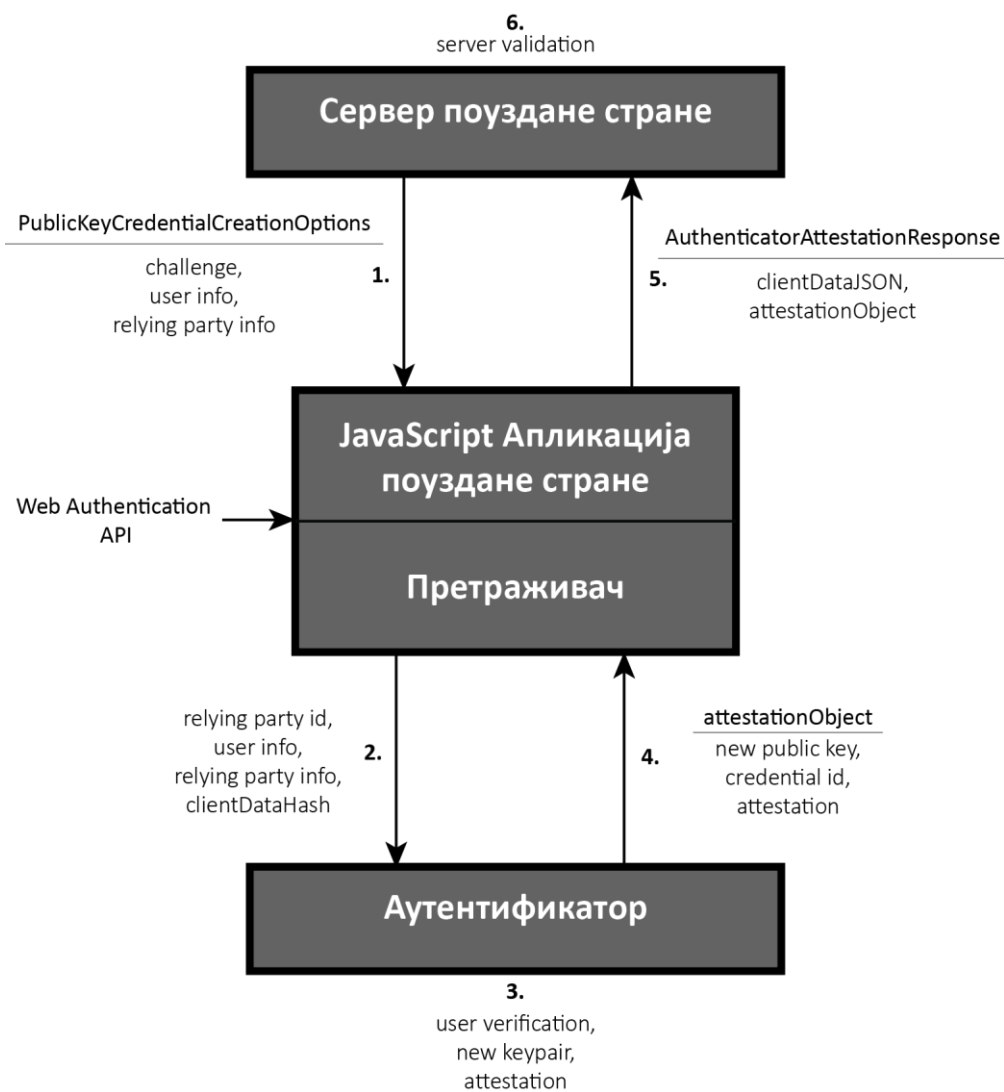 6.
server validation
Сервер поуздане стране
PublicKeyCredentialCreationOptions
challenge,
user info,
relying party info
1.
AuthenticatorAttestationResponse
clientDataJSON,
attestationObject
5.
JavaScript Апликација
поуздане стране
Web Authentication
API
Претраживач
relying party id,
user info,
relying party info,
clientDataHash
2.
attestationObject
new public key,
credential id,
attestation
4.
Аутентификатор
3.
user verification,
new keypair,
attestation